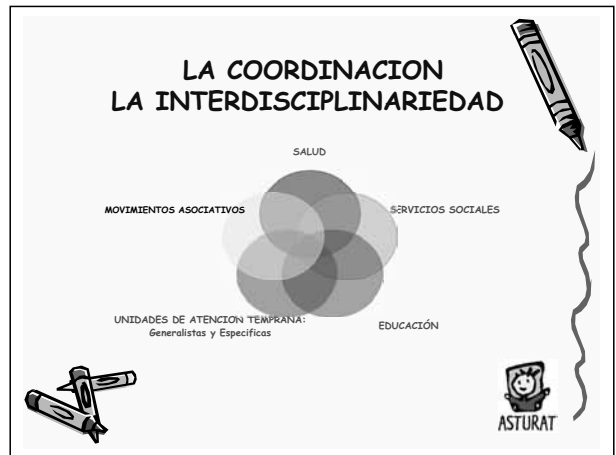 LA COORDINACION
LA INTERDISCIPLINARIEDAD
SALUD
MOVIMIENTOS ASOCIATIVOS
SERVICIOS SOCIALES
UNIDADES DE ATENCION TEMPRANA:
Generalistas y Especificas
EDUCACIÓN
ASTURAT